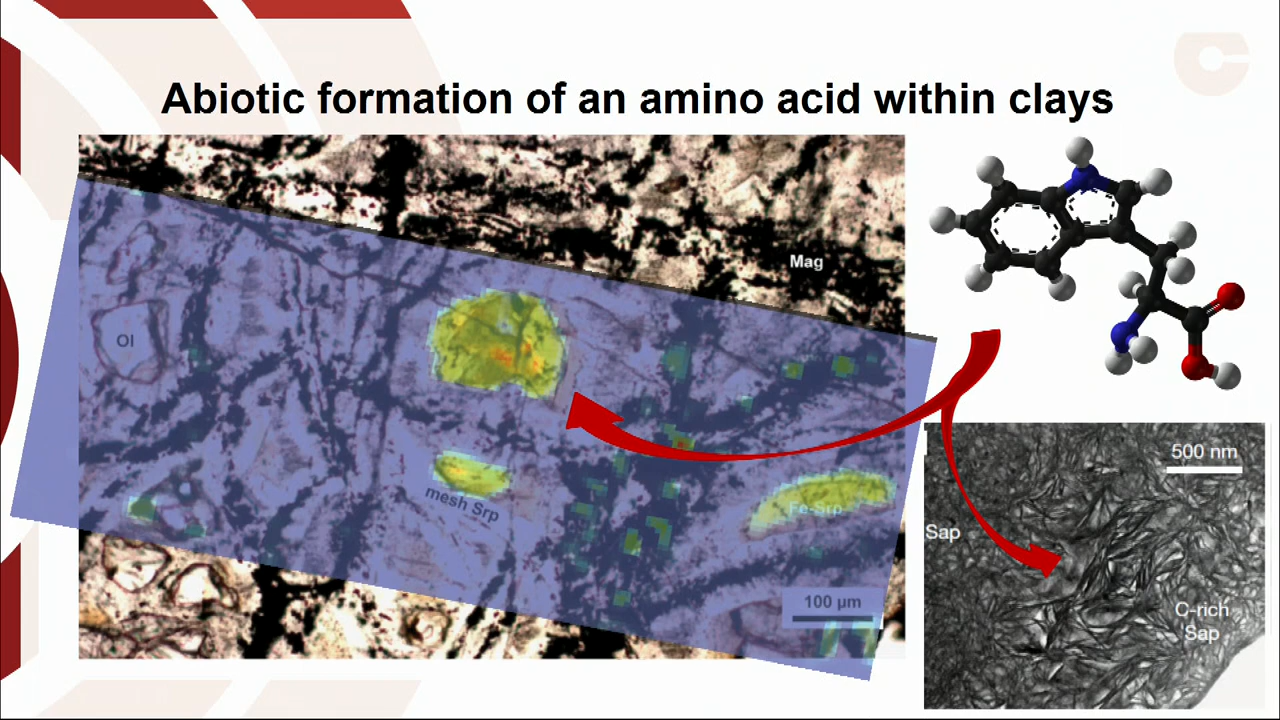 Abiotic formation of an amino acid within clays
Mag
Ol
mesh Srp
Fe-Srp
100 µm
500 nm
Sap
C-rich
Sap